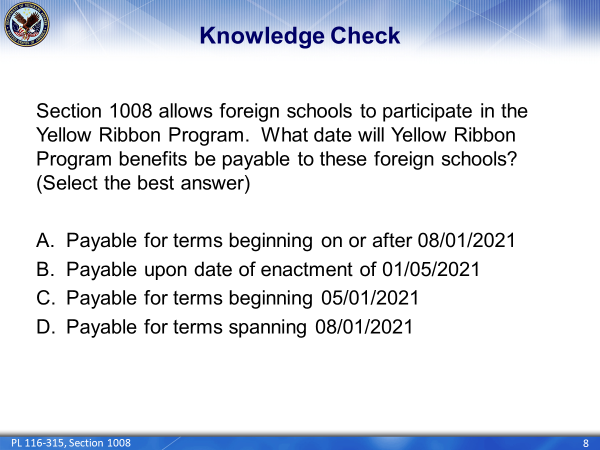 Knowledge Check
Section 1008 allows foreign schools to participate in the
Yellow Ribbon Program.  What date will Yellow Ribbon
Program benefits be payable to these foreign schools?
(Select the best answer)
A. Payable for terms beginning on or after 08/01/2021
B. Payable upon date of enactment of 01/05/2021
C. Payable for terms beginning 05/01/2021
D. Payable for terms spanning 08/01/2021
PL 116-315, Section 1008
8